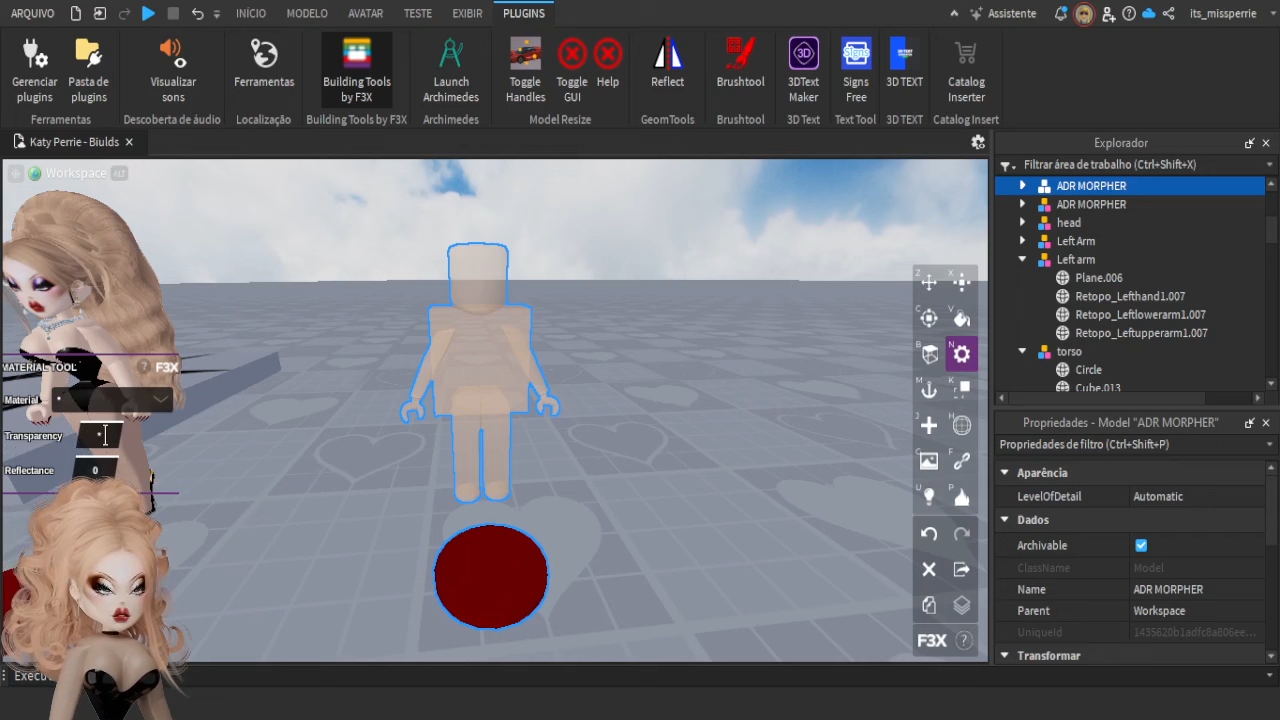 ARQUIVO INÍCIO MODELO AVATAR TESTE EXIBIR PLUGINS Assistente its_missperrie
Gerenciar plugins
Pasta de plugins
Ferramentas
Visualizar sons
Descoberta de áudio
Ferramentas
Localização
Building Tools by F3X
Building Tools by F3X
Launch Archimedes
Archimedes
Toggle Handles
Toggle GUI
Help
Model Resize
Reflect
GeomTools
Brushtool
Brushtool
3D
3DText Maker
3D Text
Signs
Signs Free
Text Tool
3D TEXT
3D TEXT
Catalog Inserter
Catalog Insert
Katy Perrie - Biulds
Workspace ALT
MATERIAL TOOL ? F3X
Material *
Transparency *
Reflectance 0
Z X
C V
B N
M K
J H
G F
U P
F3X ?
Explorador
Filtrar área de trabalho (Ctrl+Shift+X)
ADR MORPHER
ADR MORPHER
head
Left Arm
Left arm
Plane.006
Retopo_Lefthand1.007
Retopo_Leftlowerarm1.007
Retopo_Leftupperarm1.007
torso
Circle
Cube.013
Propriedades - Model "ADR MORPHER"
Propriedades de filtro (Ctrl+Shift+P)
Aparência
LevelOfDetail Automatic
Dados
Archivable
ClassName Model
Name ADR MORPHER
Parent Workspace
UniqueId 1435620b1adfc8a806ee...
Transformar
Execu